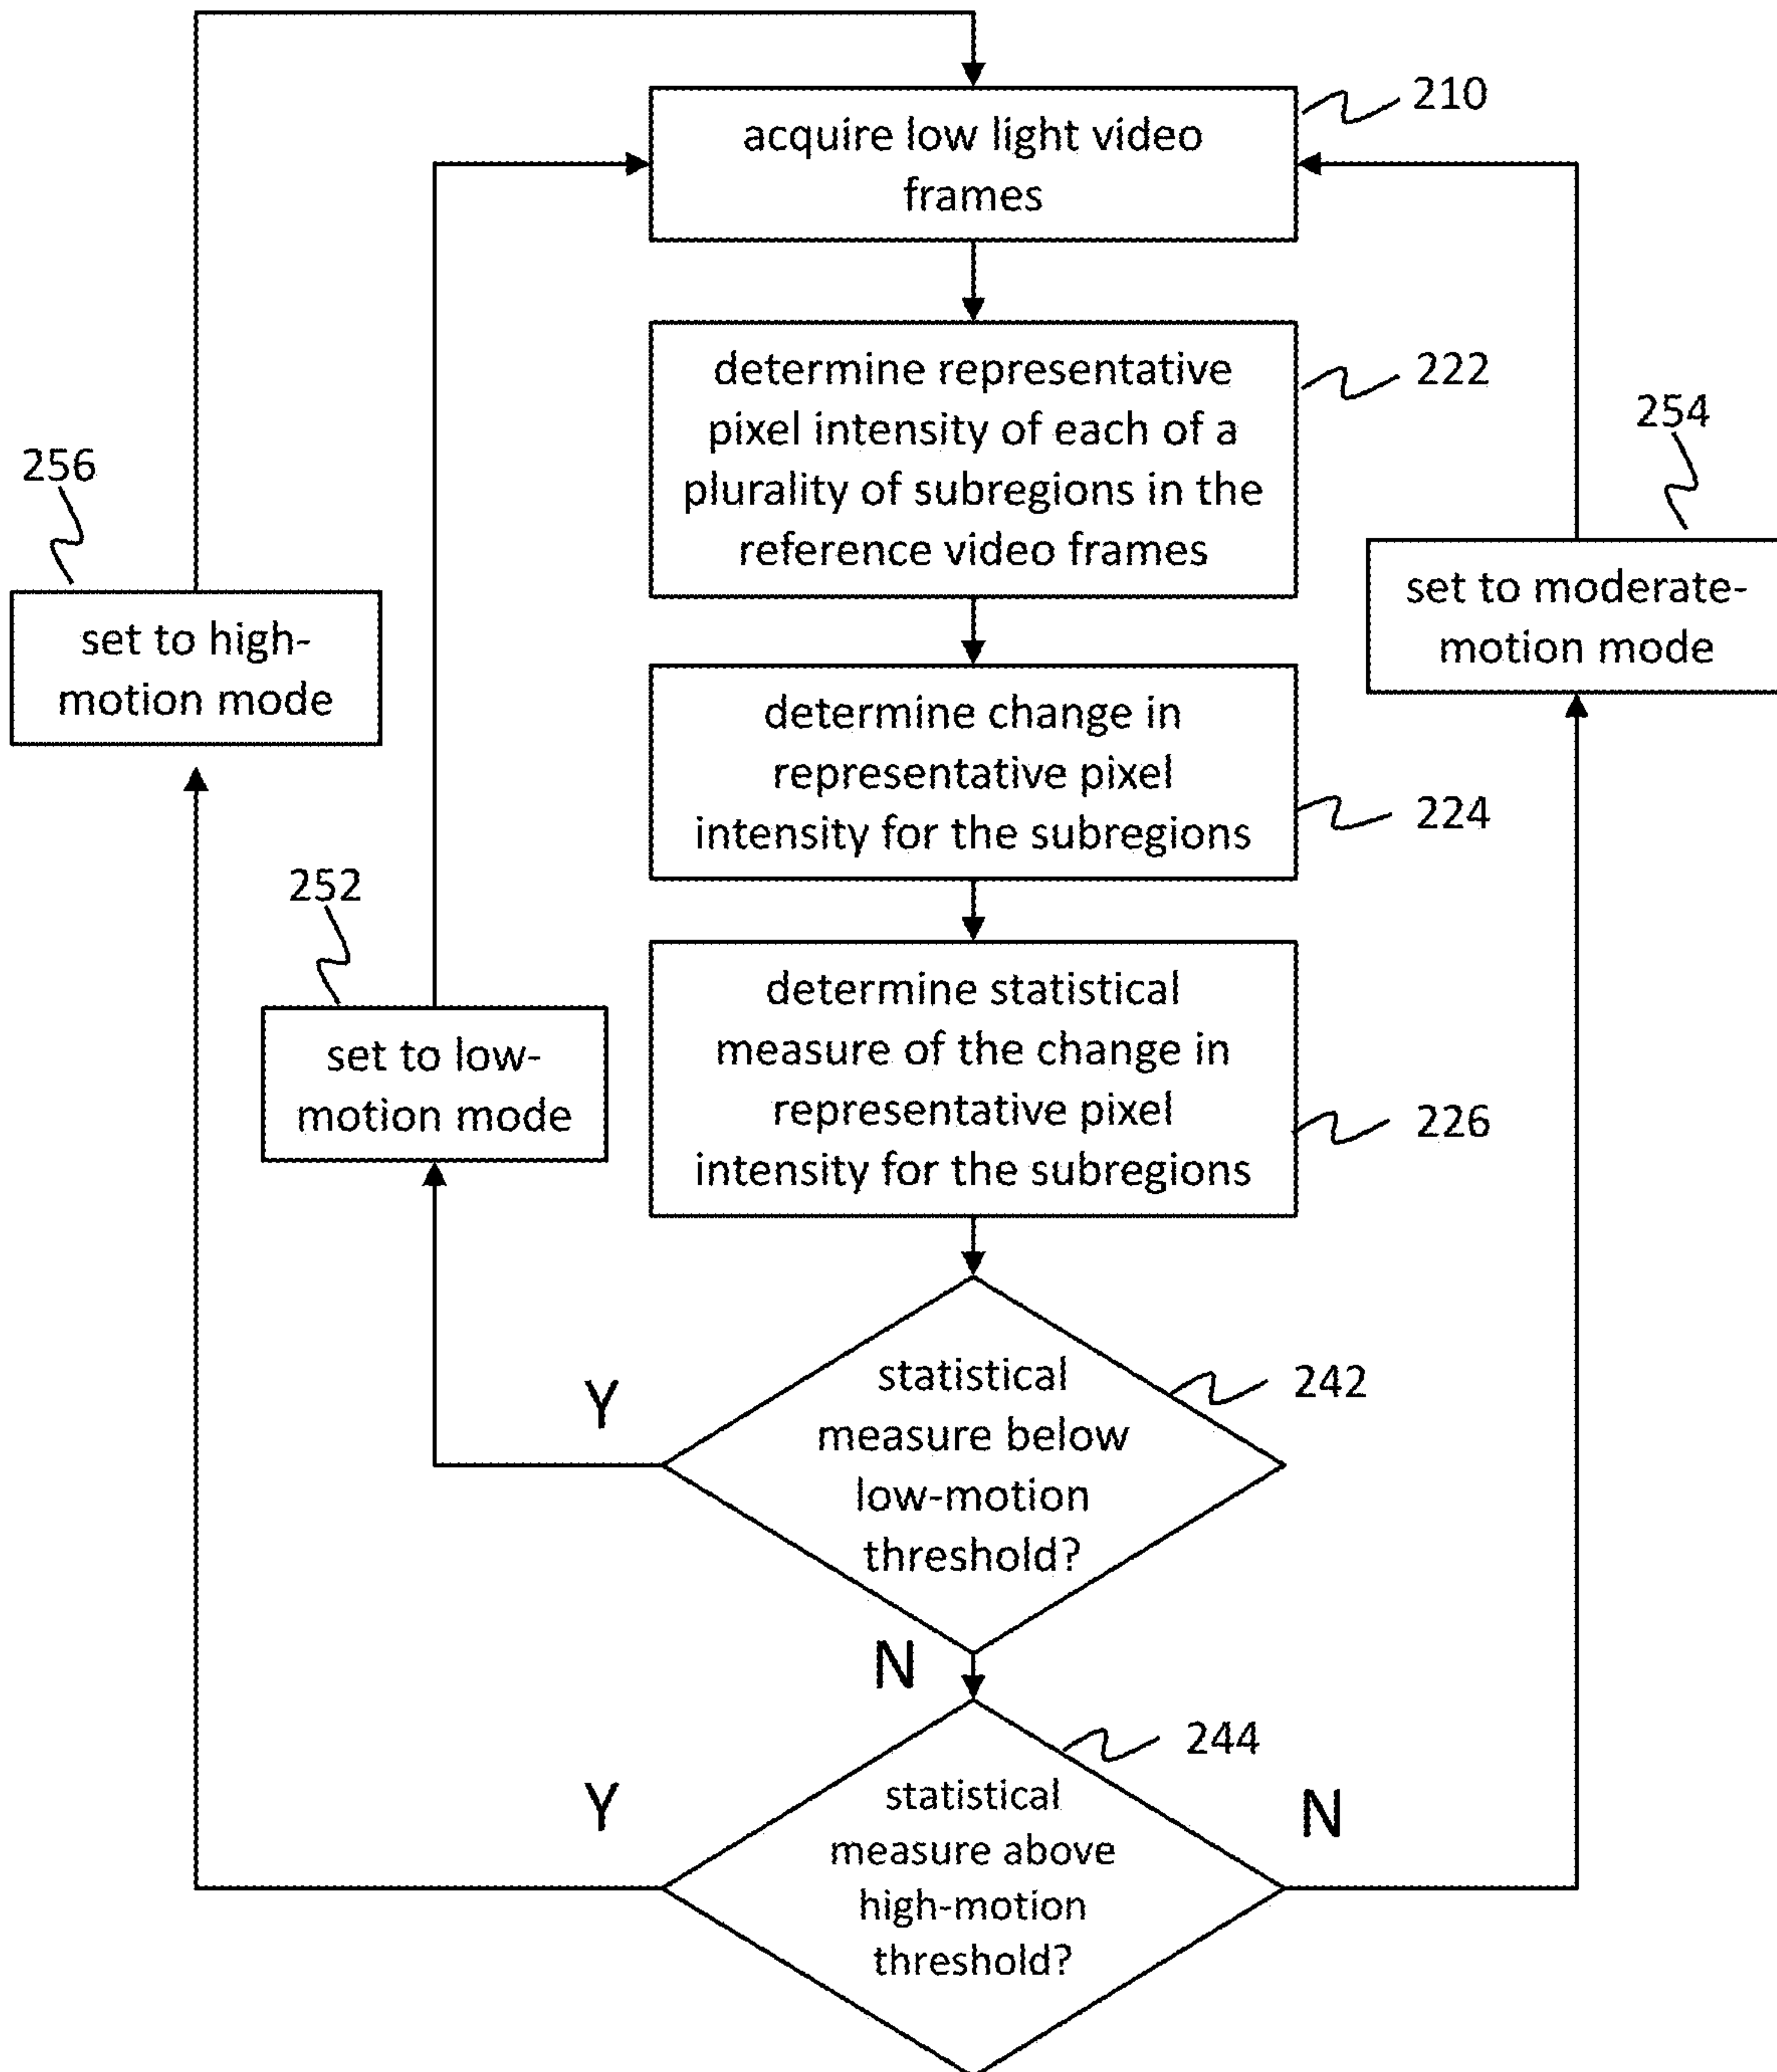 210
acquire low light video
frames
222
determine representative
pixel intensity of each of a
plurality of subregions in the
reference video frames
254
set to moderate-
motion mode
256
set to high-
motion mode
determine change in
representative pixel
intensity for the subregions
224
252
set to low-
motion mode
determine statistical
measure of the change in
representative pixel
intensity for the subregions
226
242
statistical
measure below
low-motion
threshold?
Y
N
244
statistical
measure above
high-motion
threshold?
Y
N